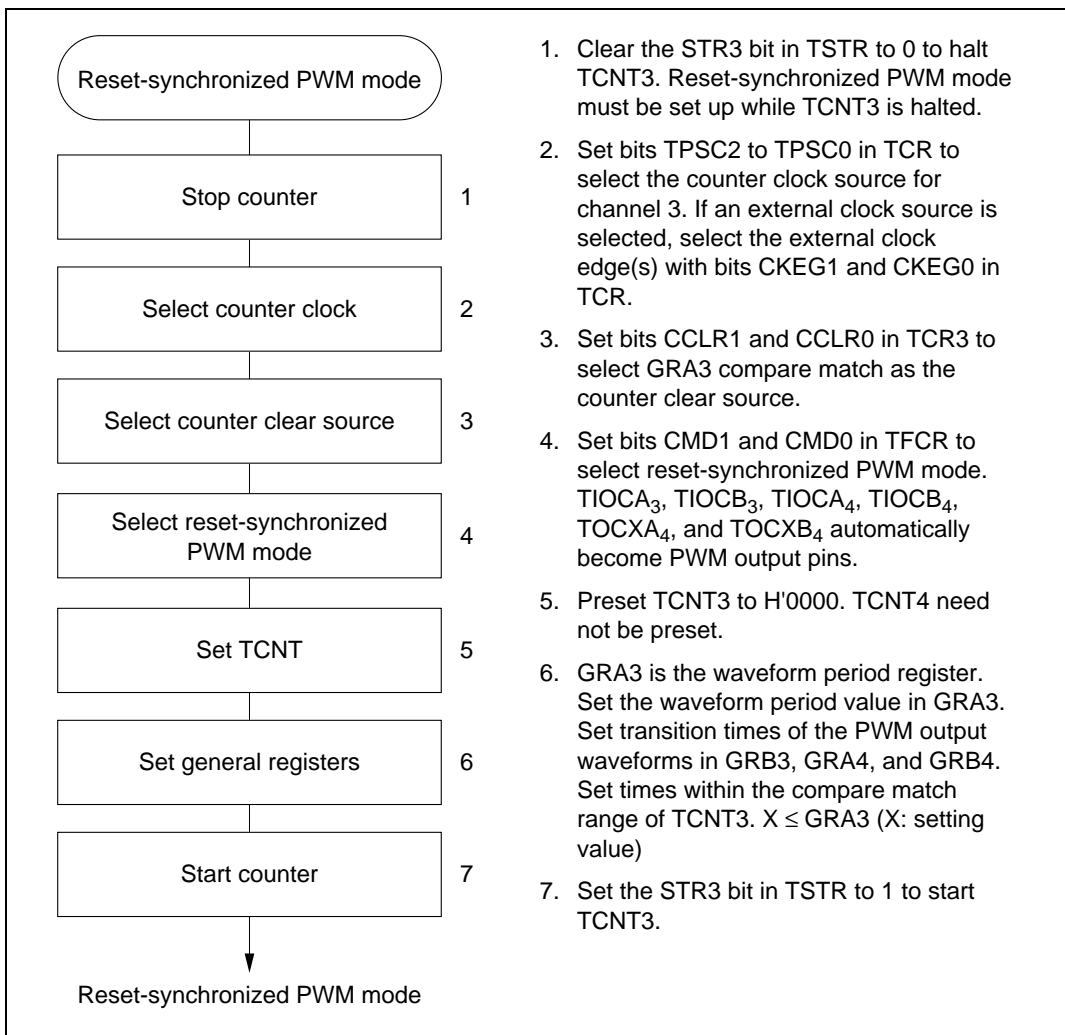 Reset-synchronized PWM mode
Stop counter
1
Select counter clock
2
Select counter clear source
3
Select reset-synchronized
PWM mode
4
Set TCNT
5
Set general registers
6
Start counter
7
Reset-synchronized PWM mode
1. Clear the STR3 bit in TSTR to 0 to halt
TCNT3. Reset-synchronized PWM mode
must be set up while TCNT3 is halted.
2. Set bits TPSC2 to TPSC0 in TCR to
select the counter clock source for
channel 3. If an external clock source is
selected, select the external clock
edge(s) with bits CKEG1 and CKEG0 in
TCR.
3. Set bits CCLR1 and CCLR0 in TCR3 to
select GRA3 compare match as the
counter clear source.
4. Set bits CMD1 and CMD0 in TFCR to
select reset-synchronized PWM mode.
TIOCA₃, TIOCB₃, TIOCA₄, TIOCB₄,
TOCXA₄, and TOCXB₄ automatically
become PWM output pins.
5. Preset TCNT3 to H'0000. TCNT4 need
not be preset.
6. GRA3 is the waveform period register.
Set the waveform period value in GRA3.
Set transition times of the PWM output
waveforms in GRB3, GRA4, and GRB4.
Set times within the compare match
range of TCNT3. X ≤ GRA3 (X: setting
value)
7. Set the STR3 bit in TSTR to 1 to start
TCNT3.